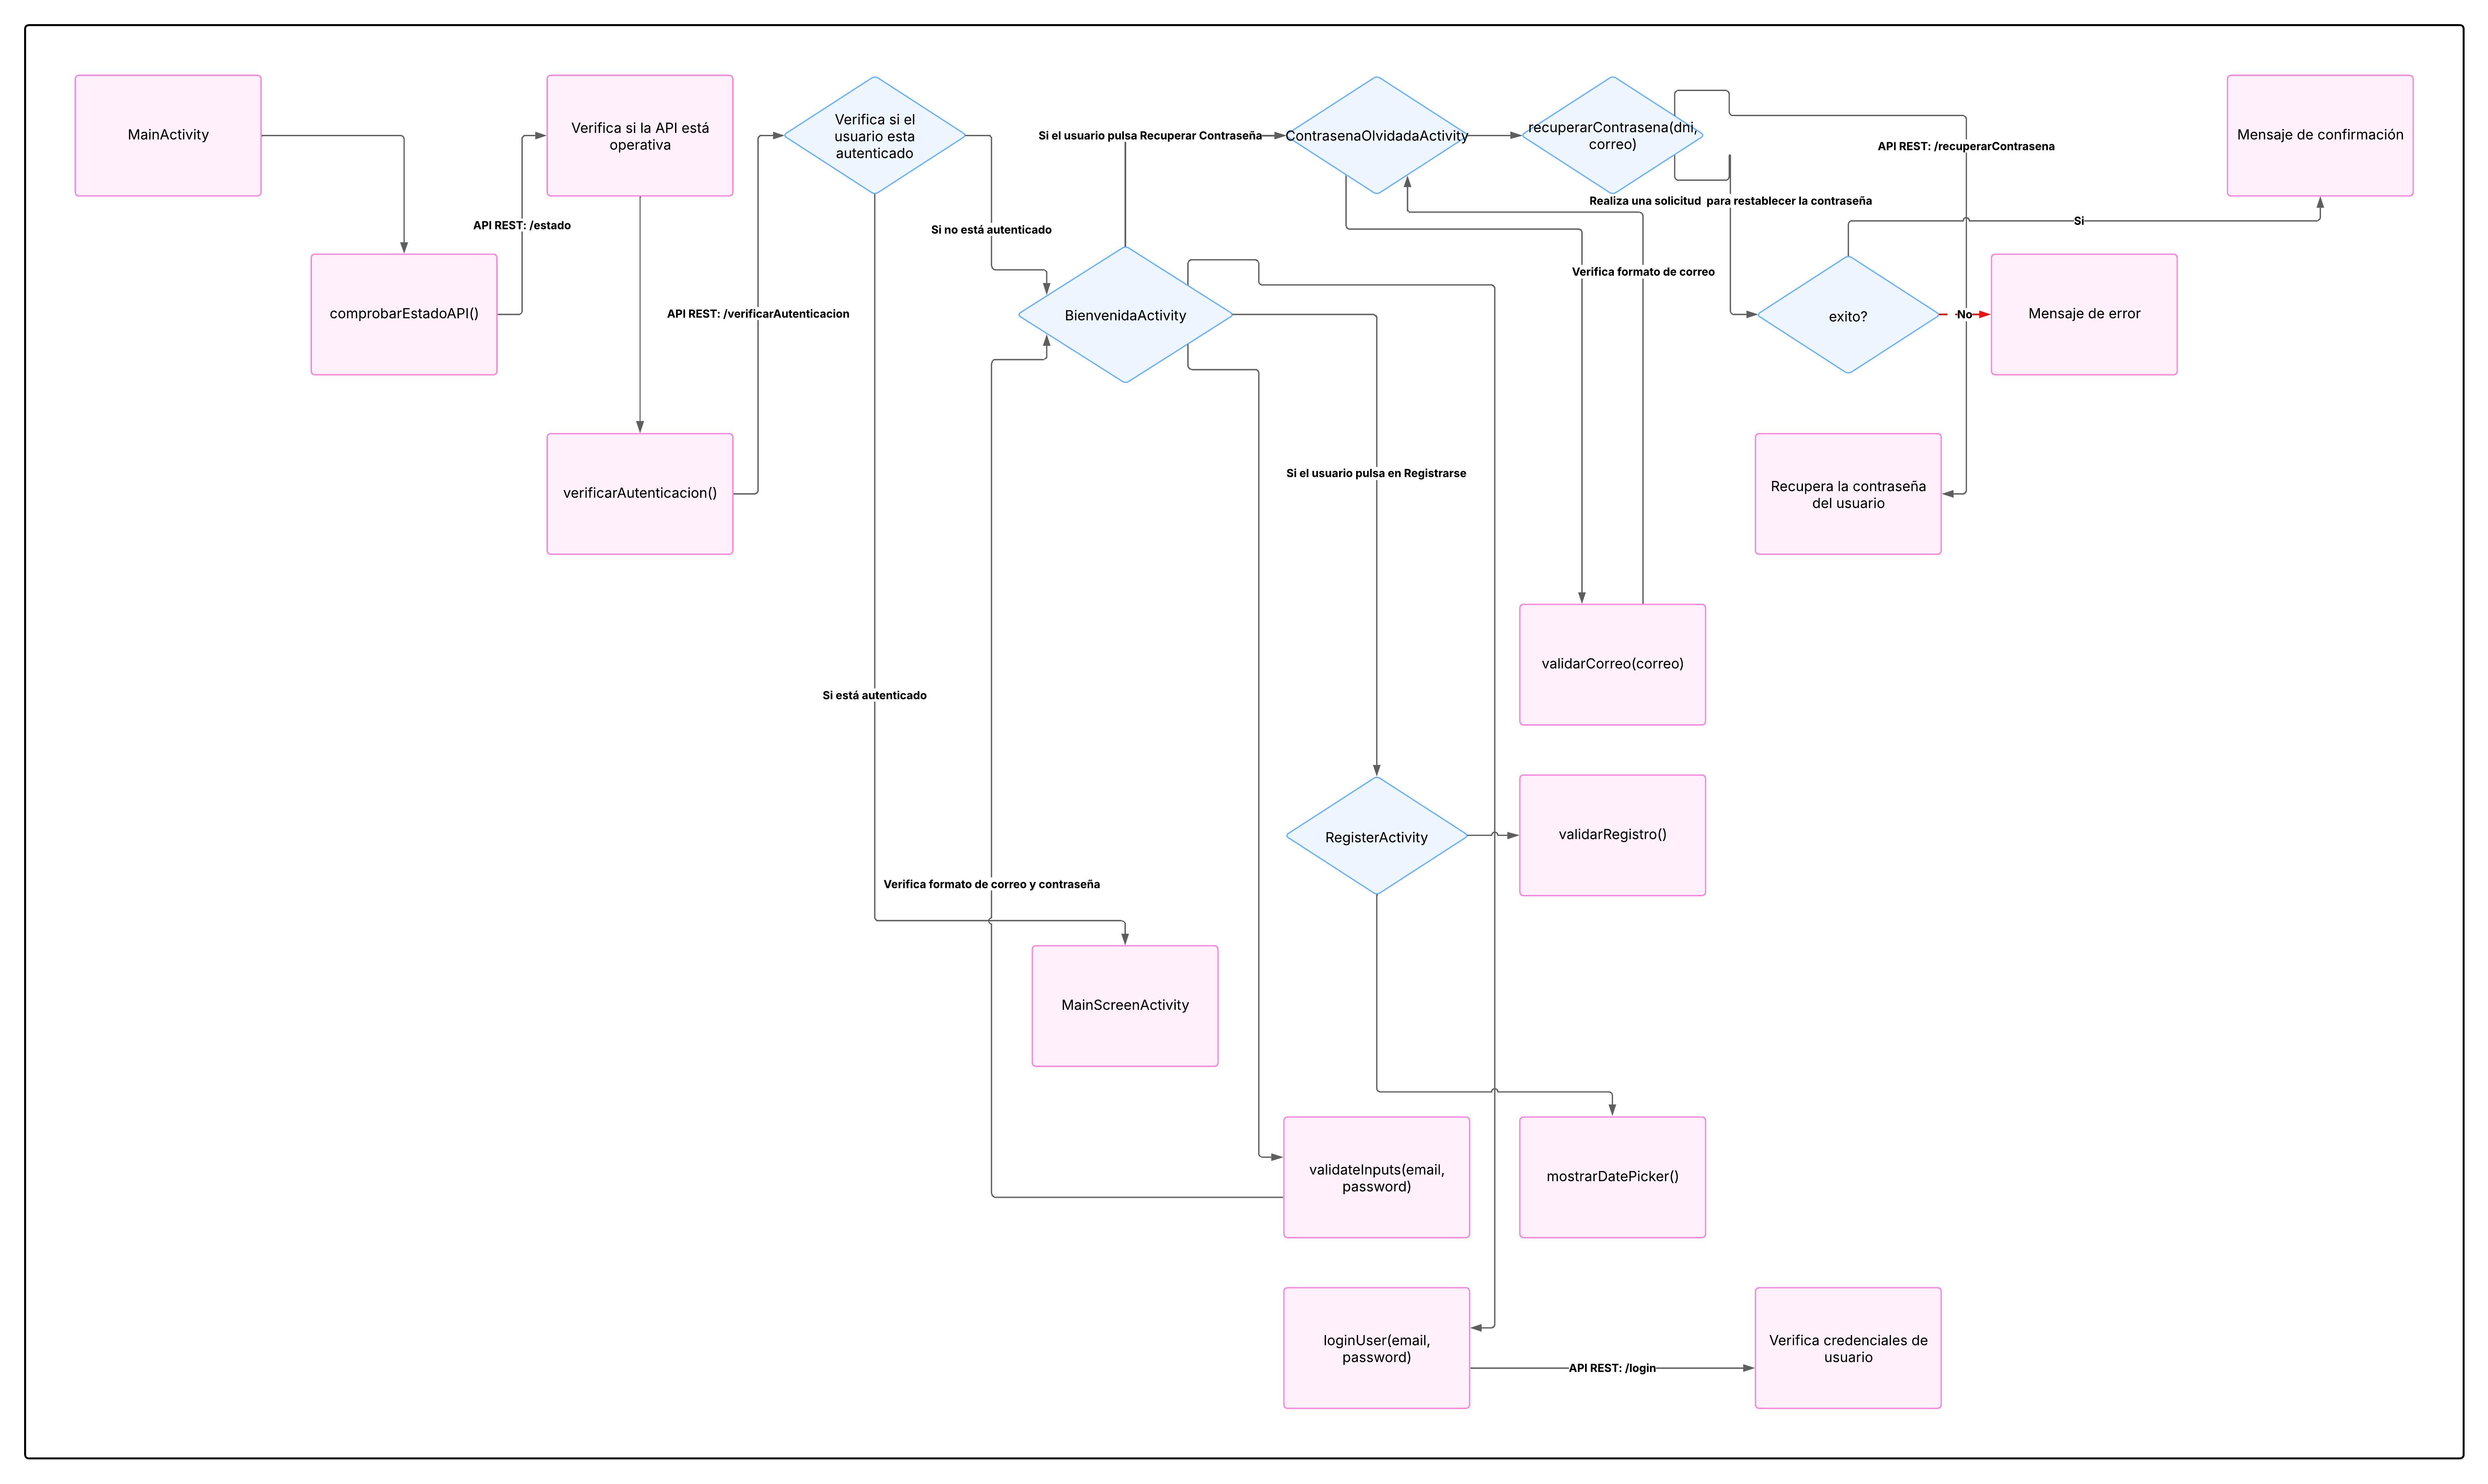 MainActivity
Verifica si la API está
operativa
Verifica si el
usuario esta
autenticado
Si el usuario pulsa Recuperar Contraseña
ContrasenaOlvidadaActivity
recuperarContrasena(dni,
correo)
API REST: /recuperarContrasena
Mensaje de confirmación
Realiza una solicitud  para restablecer la contraseña
API REST: /estado
Si no está autenticado
Si
Verifica formato de correo
comprobarEstadoAPI()
API REST: /verificarAutenticacion
BienvenidaActivity
exito?
No
Mensaje de error
Si el usuario pulsa en Registrarse
verificarAutenticacion()
Recupera la contraseña
del usuario
validarCorreo(correo)
Si está autenticado
RegisterActivity
validarRegistro()
Verifica formato de correo y contraseña
MainScreenActivity
validateInputs(email,
password)
mostrarDatePicker()
loginUser(email,
password)
API REST: /login
Verifica credenciales de
usuario